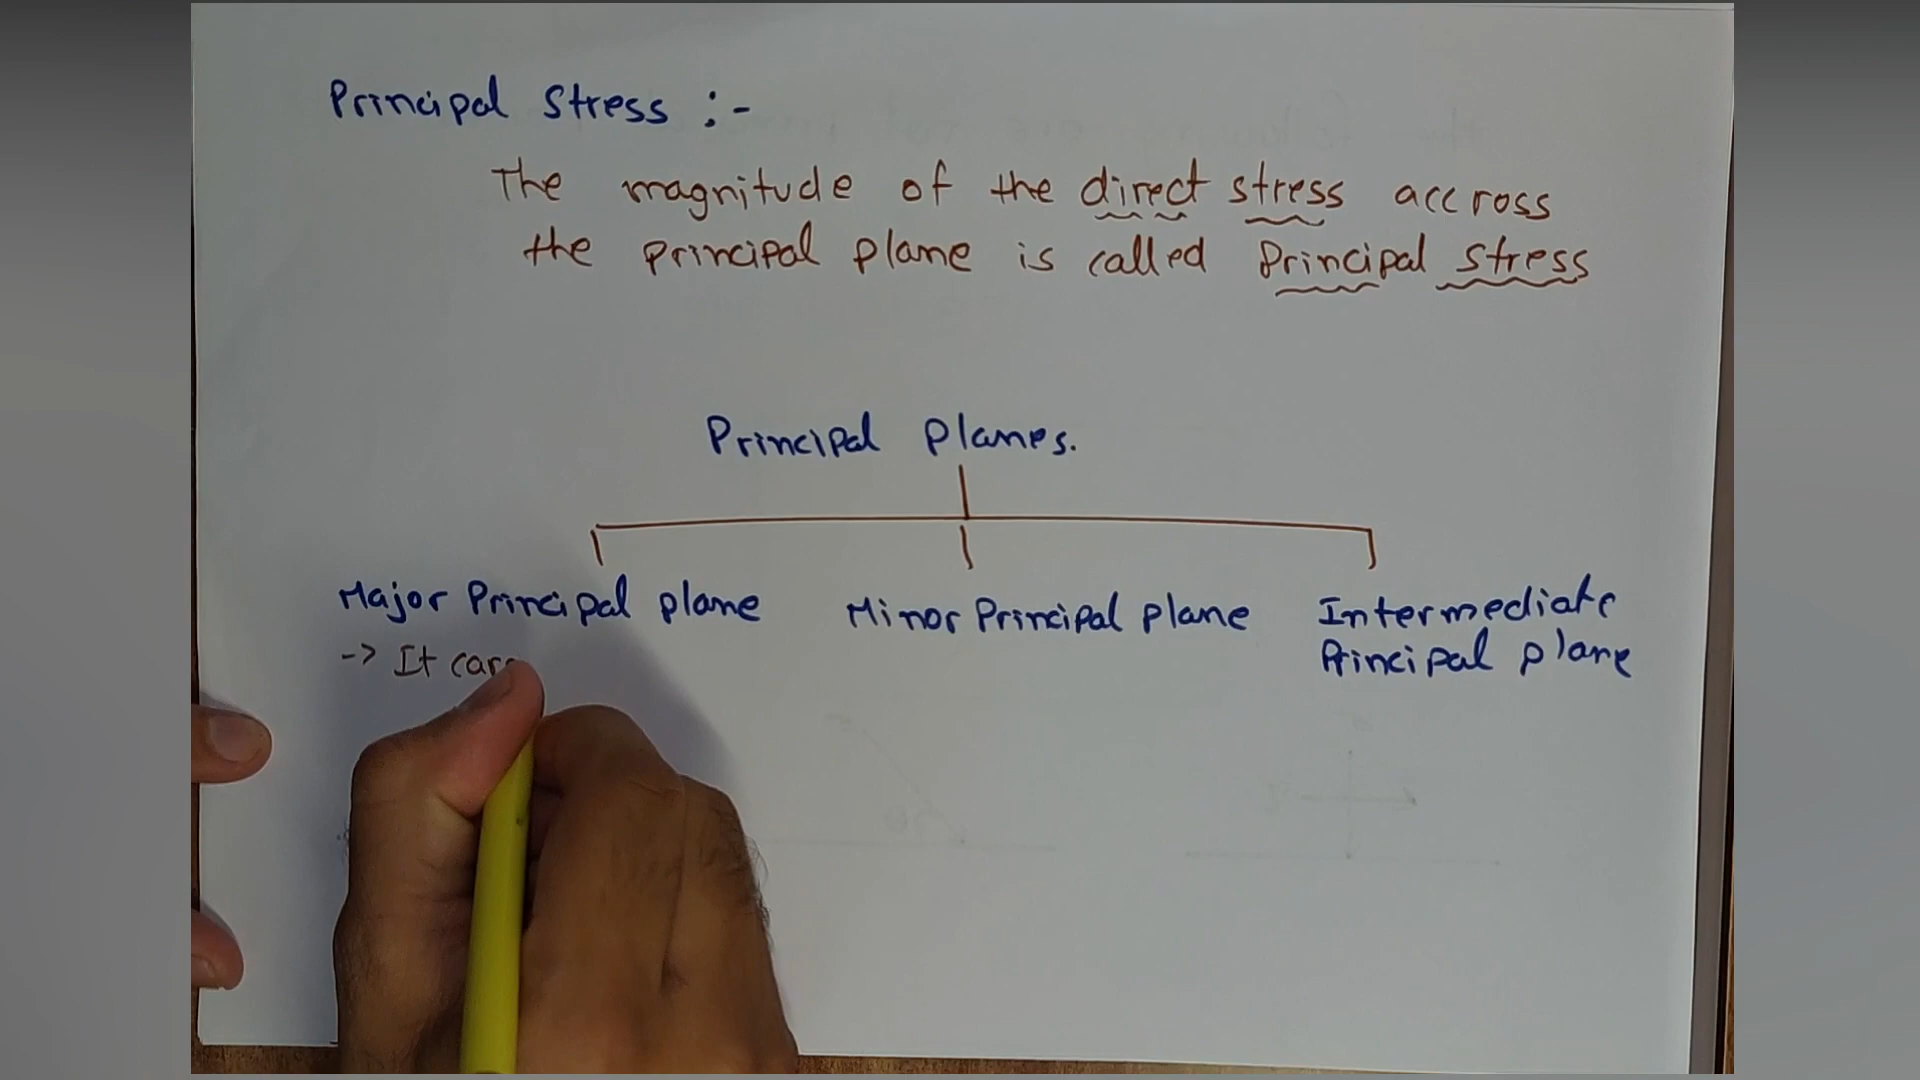 Principal Stress :-
The magnitude of the direct stress accross
the principal plane is called Principal Stress
Principal Planes.
Major Principal plane
Minor Principal plane
Intermediate
Principal plane
-> It